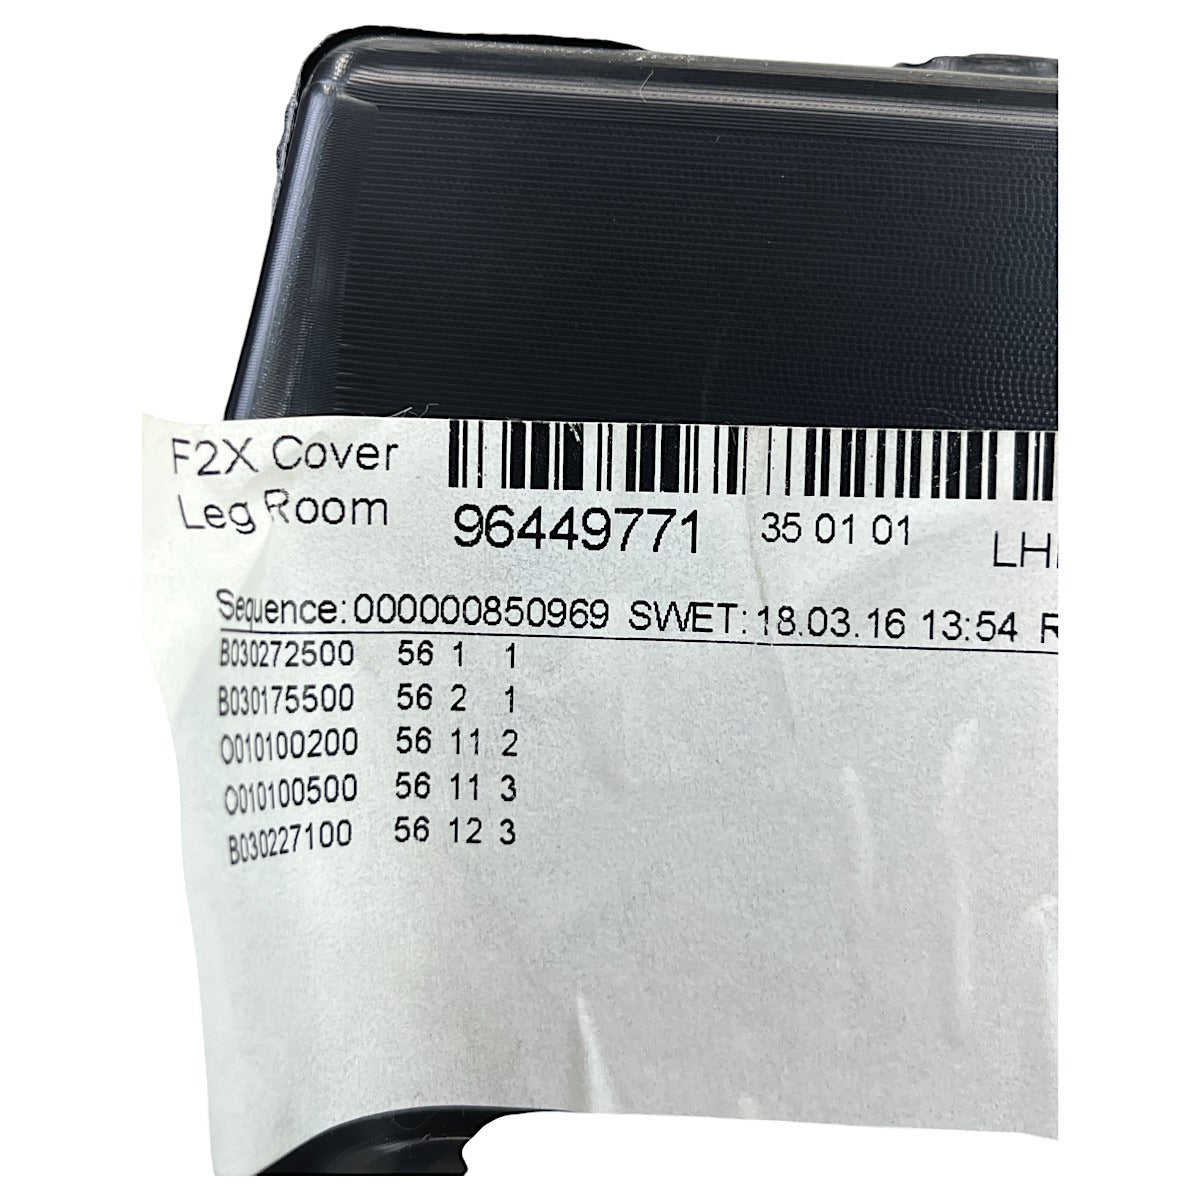 F2X Cover
Leg Room
96449771 35 01 01
Sequence: 000000850969 SWET: 18.03.16 13:54
B030272500 56 1 1
B030175500 56 2 1
O010100200 56 11 2
O010100500 56 11 3
B030227100 56 12 3